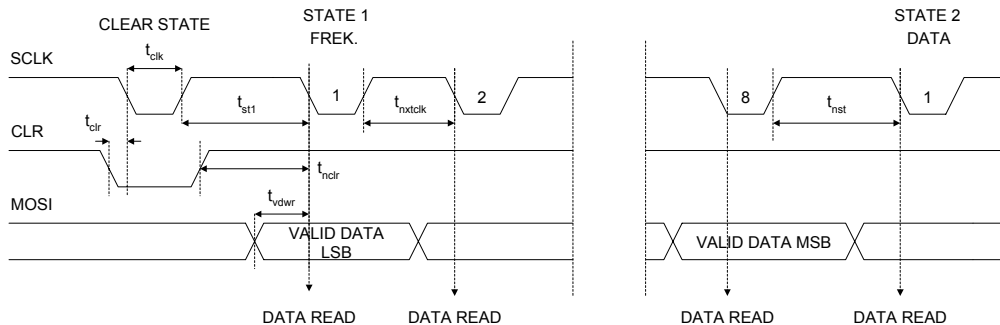 STATE 1
STATE 2
CLEAR STATE
FREK.
DATA
SCLK
t_clk
1
2
8
1
t_st1
t_nxtclk
t_nst
t_clr
CLR
t_nclr
t_vdwr
MOSI
VALID DATA
LSB
VALID DATA MSB
DATA READ
DATA READ
DATA READ
DATA READ